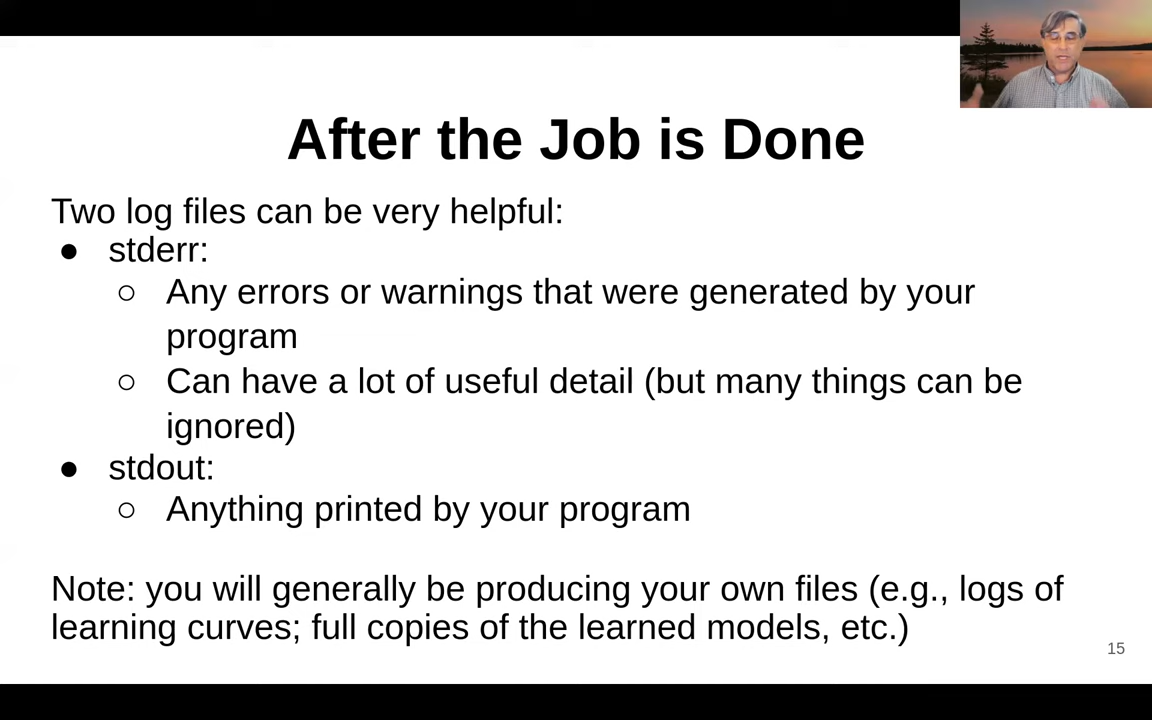 After the Job is Done
Two log files can be very helpful:
● stderr:
○ Any errors or warnings that were generated by your
program
○ Can have a lot of useful detail (but many things can be
ignored)
● stdout:
○ Anything printed by your program
Note: you will generally be producing your own files (e.g., logs of
learning curves; full copies of the learned models, etc.)
15